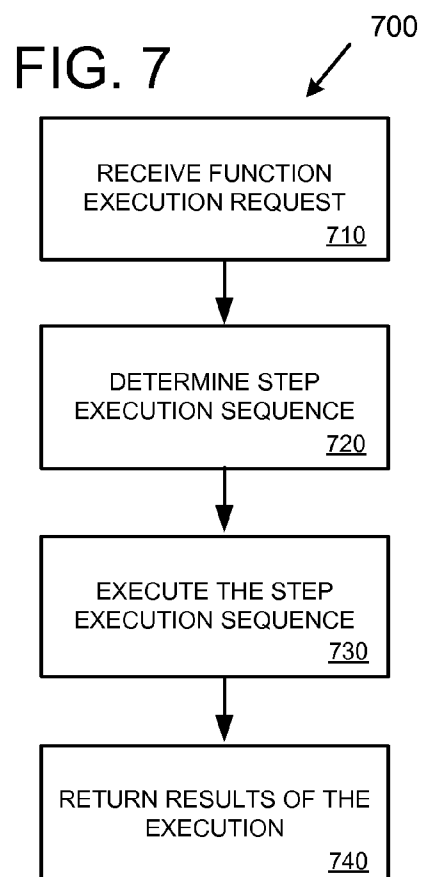 700
FIG. 7
RECEIVE FUNCTION
EXECUTION REQUEST
710
DETERMINE STEP
EXECUTION SEQUENCE
720
EXECUTE THE STEP
EXECUTION SEQUENCE
730
RETURN RESULTS OF THE
EXECUTION
740